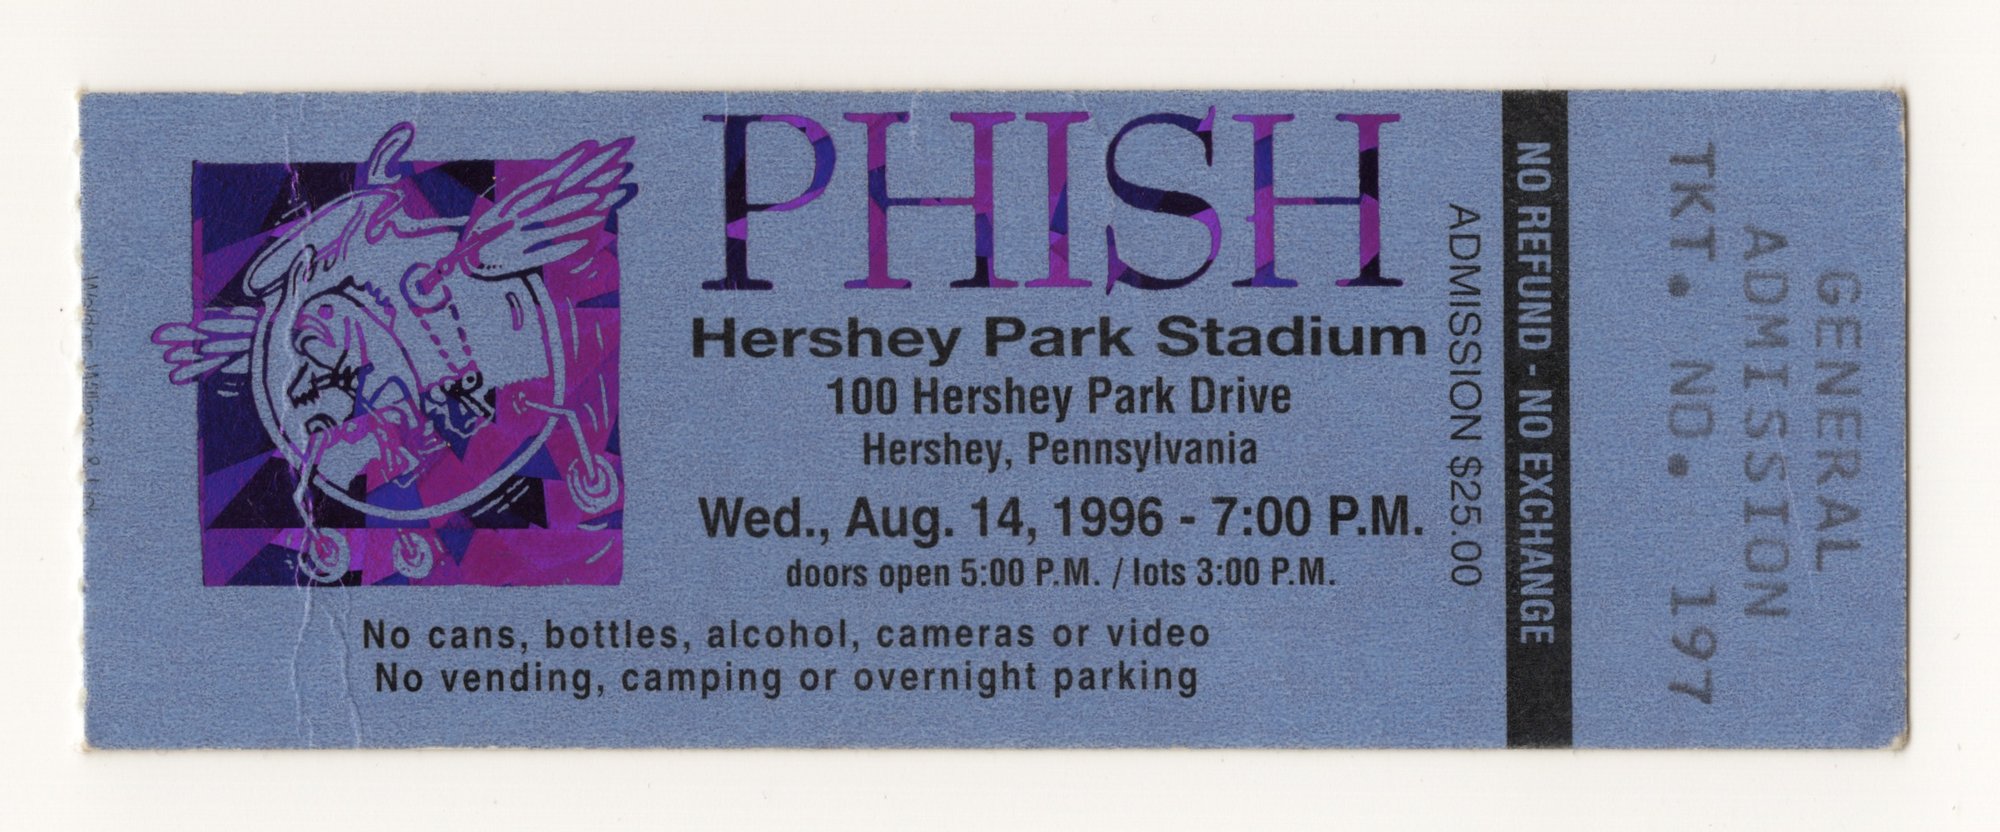 PHISH
Hershey Park Stadium
100 Hershey Park Drive
Hershey, Pennsylvania
Wed., Aug. 14, 1996 - 7:00 P.M.
doors open 5:00 P.M. / lots 3:00 P.M.
No cans, bottles, alcohol, cameras or video
No vending, camping or overnight parking
ADMISSION $25.00
NO REFUND - NO EXCHANGE
GENERAL
ADMISSION
TKT. NO. 197